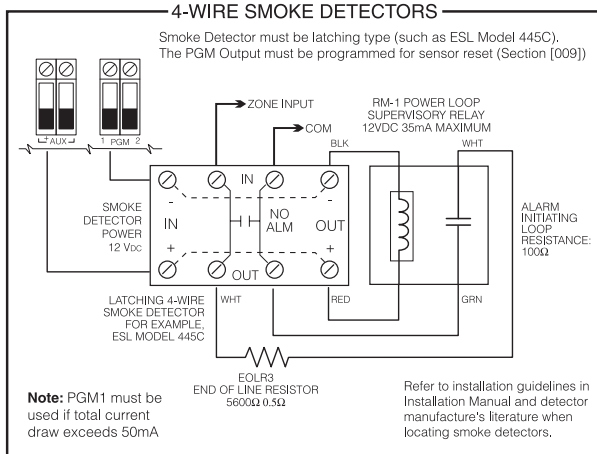 4-WIRE SMOKE DETECTORS
Smoke Detector must be latching type (such as ESL Model 445C).
The PGM Output must be programmed for sensor reset (Section [009])
+ AUX -
1 PGM 2
ZONE INPUT
COM
RM-1 POWER LOOP
SUPERVISORY RELAY
12VDC 35mA MAXIMUM
BLK
WHT
SMOKE
DETECTOR
POWER
12 VDC
-
IN
+
IN
NO
ALM
OUT
-
OUT
+
ALARM
INITIATING
LOOP
RESISTANCE:
100Ω
LATCHING 4-WIRE
SMOKE DETECTOR
FOR EXAMPLE,
ESL MODEL 445C
WHT
RED
GRN
EOLR3
END OF LINE RESISTOR
5600Ω 0.5Ω
Note: PGM1 must be
used if total current
draw exceeds 50mA
Refer to installation guidelines in
Installation Manual and detector
manufacture's literature when
locating smoke detectors.